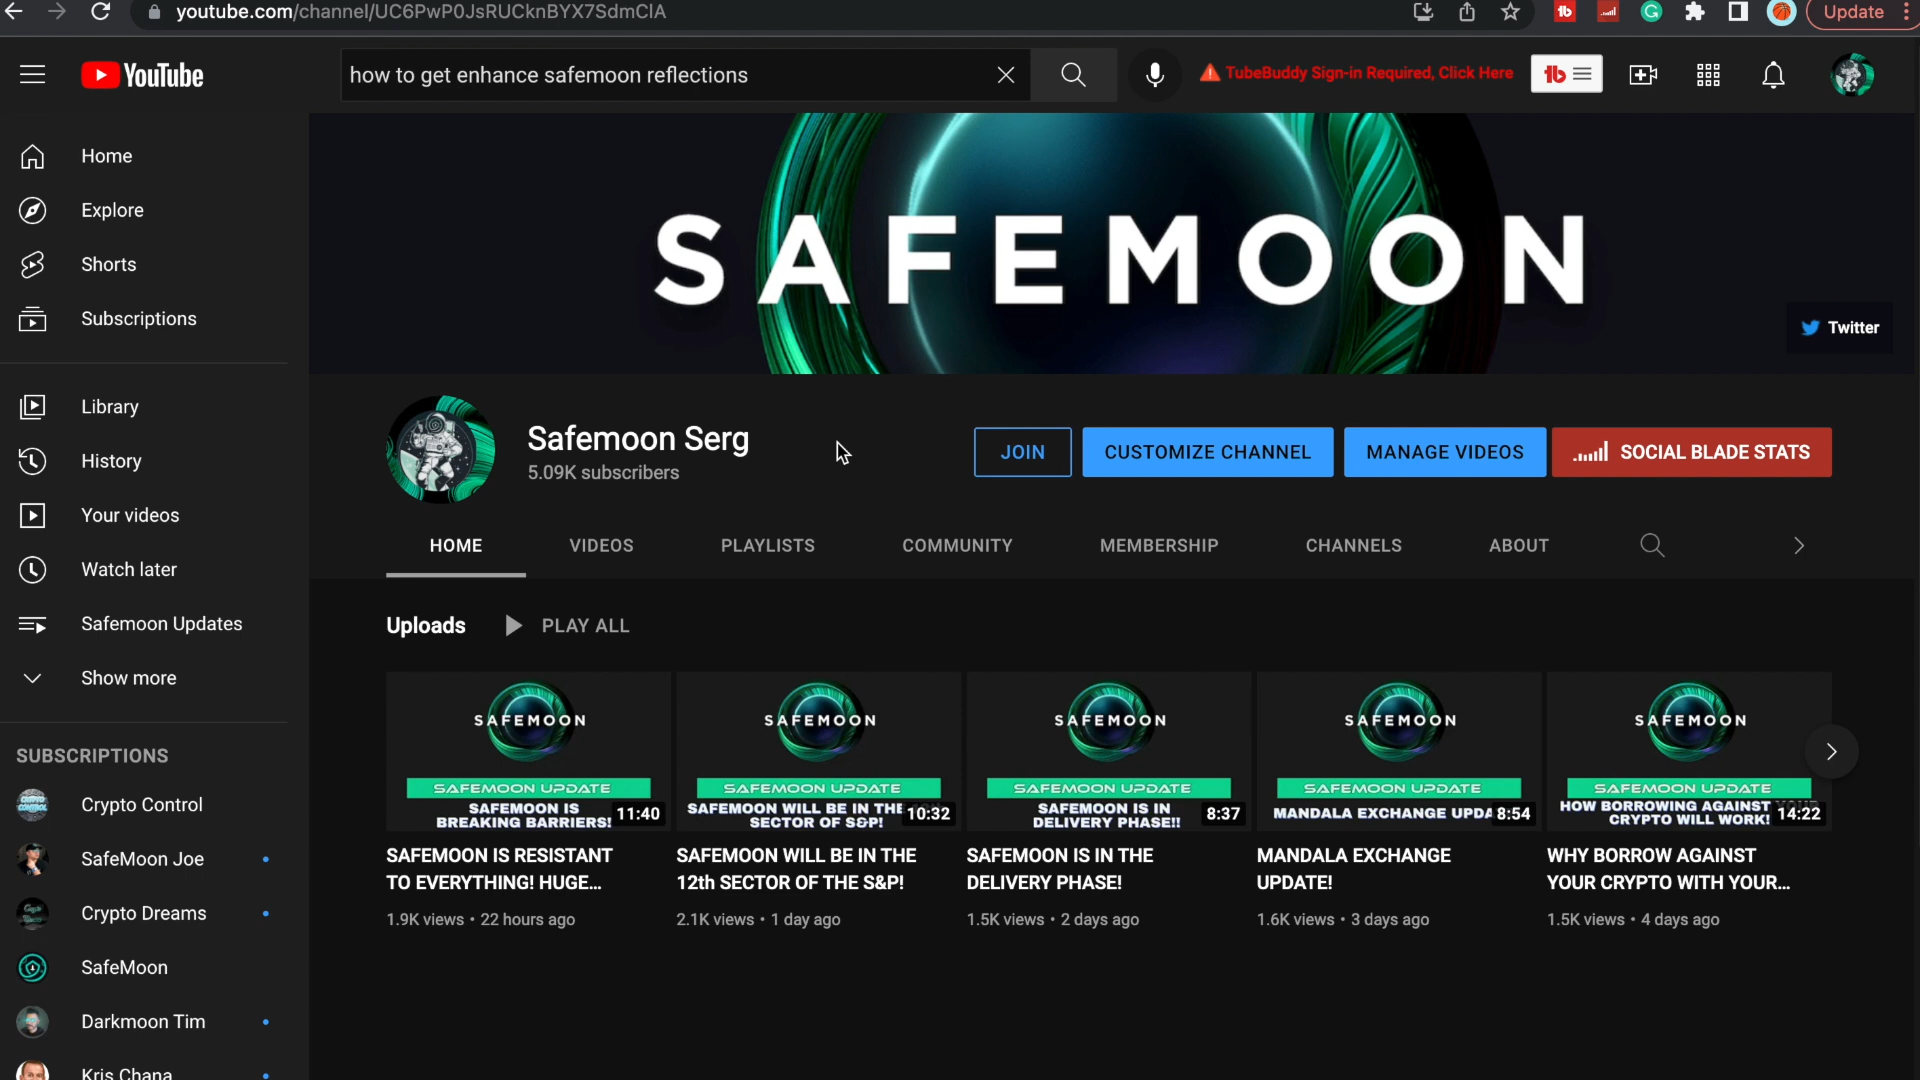 youtube.com/channel/UC6PwP0JsRUCknBYX7SdmClA
Update
YouTube
how to get enhance safemoon reflections
TubeBuddy Sign-in Required, Click Here
Home
Explore
Shorts
Subscriptions
Library
History
Your videos
Watch later
Safemoon Updates
Show more
SUBSCRIPTIONS
Crypto Control
SafeMoon Joe
Crypto Dreams
SafeMoon
Darkmoon Tim
Kris Chana
SAFEMOON
Twitter
Safemoon Serg
5.09K subscribers
JOIN
CUSTOMIZE CHANNEL
MANAGE VIDEOS
SOCIAL BLADE STATS
HOME
VIDEOS
PLAYLISTS
COMMUNITY
MEMBERSHIP
CHANNELS
ABOUT
Uploads
PLAY ALL
SAFEMOON
SAFEMOON UPDATE
SAFEMOON IS
BREAKING BARRIERS!
11:40
SAFEMOON IS RESISTANT
TO EVERYTHING! HUGE...
1.9K views • 22 hours ago
SAFEMOON
SAFEMOON UPDATE
SAFEMOON WILL BE IN THE
SECTOR OF S&P!
10:32
SAFEMOON WILL BE IN THE
12th SECTOR OF THE S&P!
2.1K views • 1 day ago
SAFEMOON
SAFEMOON UPDATE
SAFEMOON IS IN
DELIVERY PHASE!!
8:37
SAFEMOON IS IN THE
DELIVERY PHASE!
1.5K views • 2 days ago
SAFEMOON
SAFEMOON UPDATE
MANDALA EXCHANGE UPDA
8:54
MANDALA EXCHANGE
UPDATE!
1.6K views • 3 days ago
SAFEMOON
SAFEMOON UPDATE
HOW BORROWING AGAINST YOUR
CRYPTO WILL WORK!
14:22
WHY BORROW AGAINST
YOUR CRYPTO WITH YOUR...
1.5K views • 4 days ago